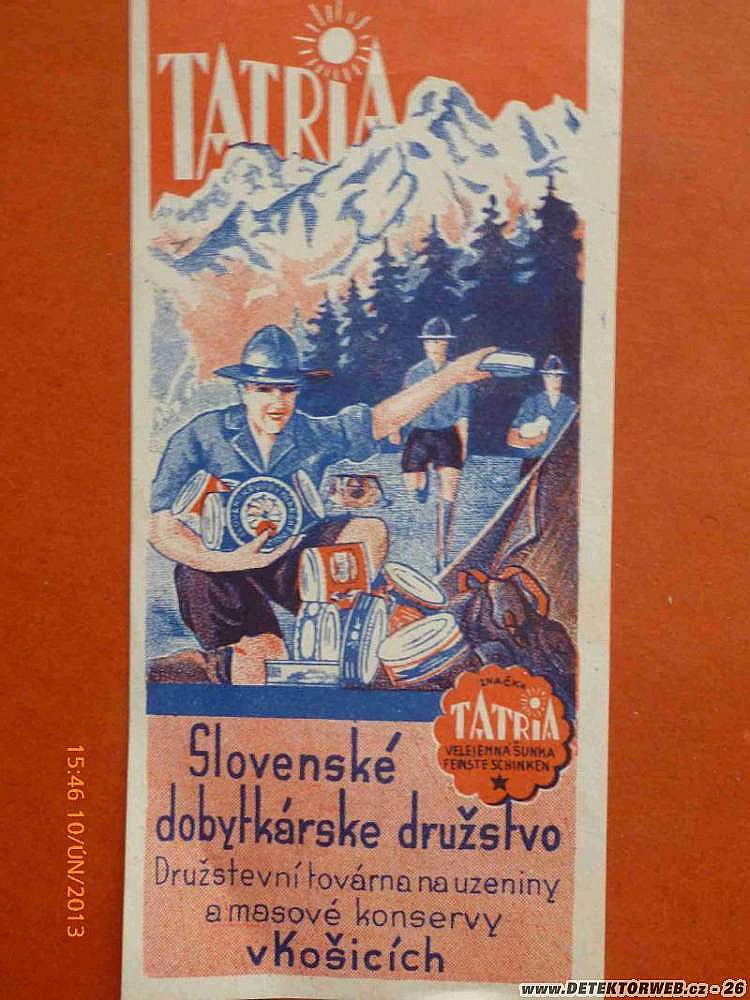 TATRIA
ZNAČKA
TATRIA
VELEJEMNÁ ŠUNKA
FEINSTE SCHINKEN
Slovenské
dobytkárske družstvo
Družstevní továrna na uzeniny
a masové konservy
v Košicích
15:46 10/ÚN/2013
www.DETEKTORWEB.cz - 26